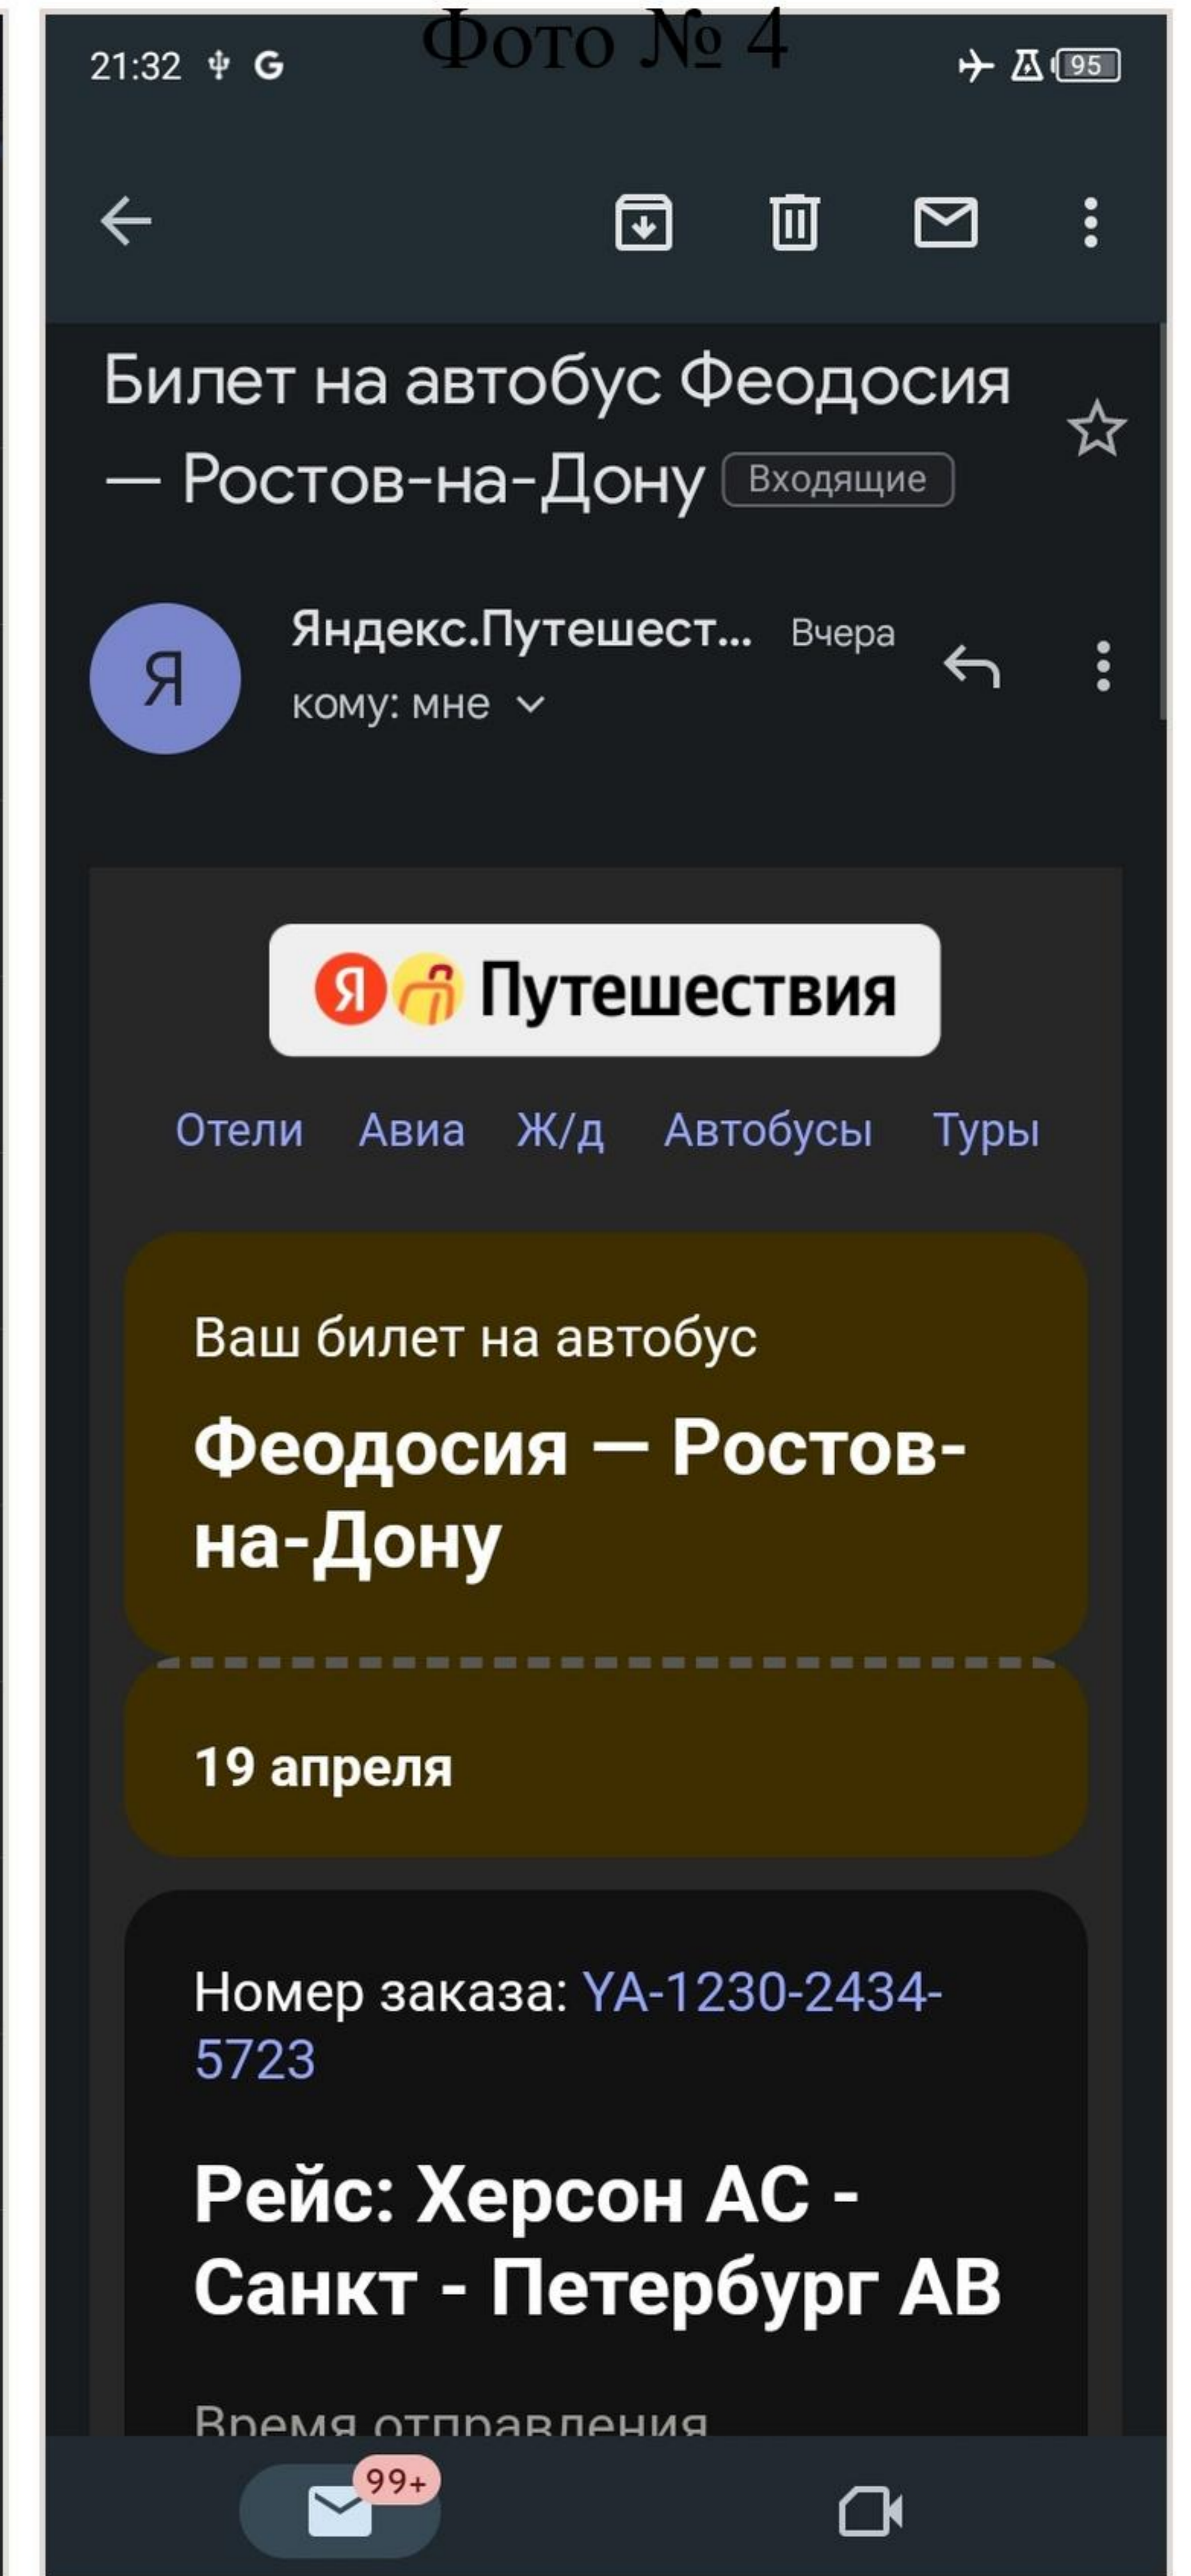 Фото № 4
21:32 G 95
Билет на автобус Феодосия
— Ростов-на-Дону Входящие
Я Яндекс.Путешест... Вчера
кому: мне
Я Путешествия
Отели Авиа Ж/д Автобусы Туры
Ваш билет на автобус
Феодосия — Ростов-
на-Дону
19 апреля
Номер заказа: YA-1230-2434-
5723
Рейс: Херсон АС -
Санкт - Петербург АВ
Время отправления
99+